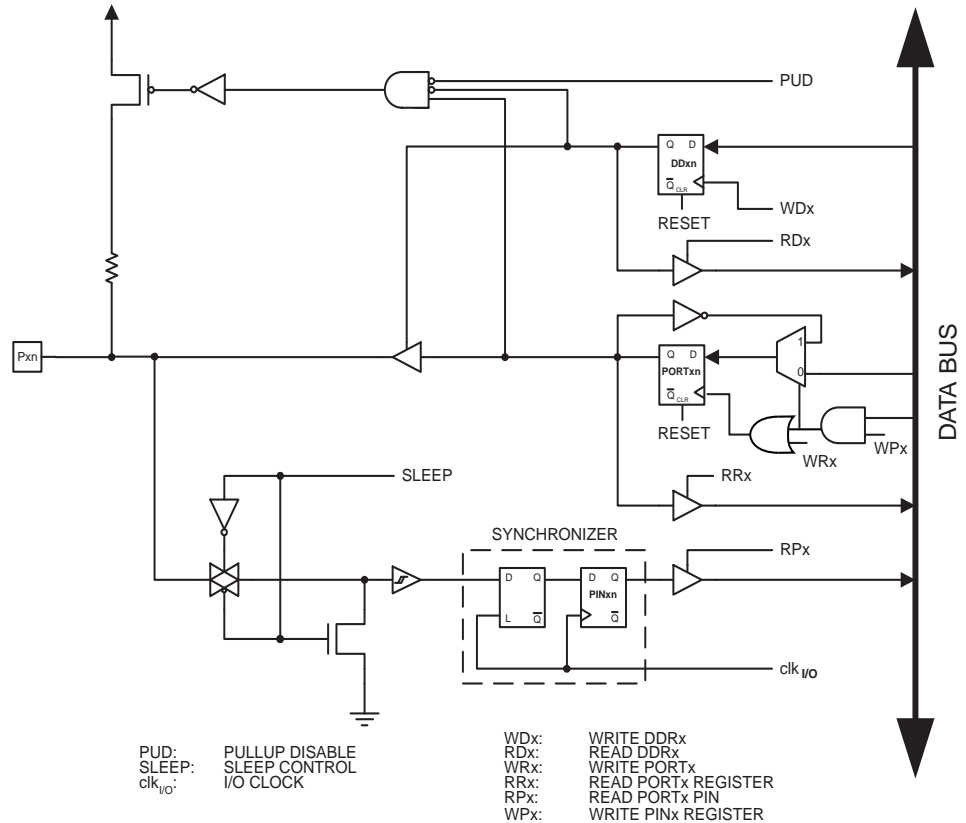 PUD
Q D
DDxn
Q CLR
WDx
RESET
RDx
1
Pxn
Q D
PORTxn
0
Q CLR
RESET
WRx
WPx
DATA BUS
SLEEP
RRx
SYNCHRONIZER
RPx
D Q
D Q
PINxn
L Q
Q
clk I/O
PUD: PULLUP DISABLE
SLEEP: SLEEP CONTROL
clkI/O: I/O CLOCK
WDx: WRITE DDRx
RDx: READ DDRx
WRx: WRITE PORTx
RRx: READ PORTx REGISTER
RPx: READ PORTx PIN
WPx: WRITE PINx REGISTER